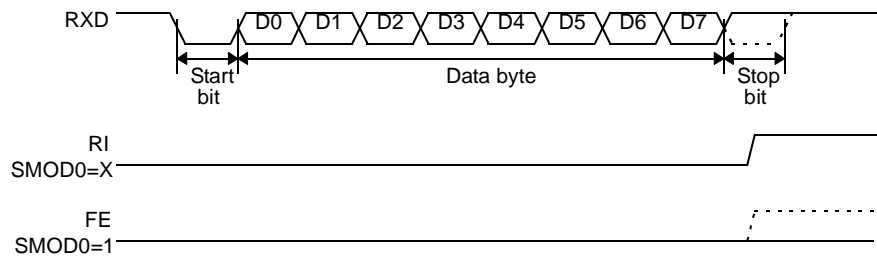 RXD
D0 D1 D2 D3 D4 D5 D6 D7
Start bit
Data byte
Stop bit
RI
SMOD0=X
FE
SMOD0=1